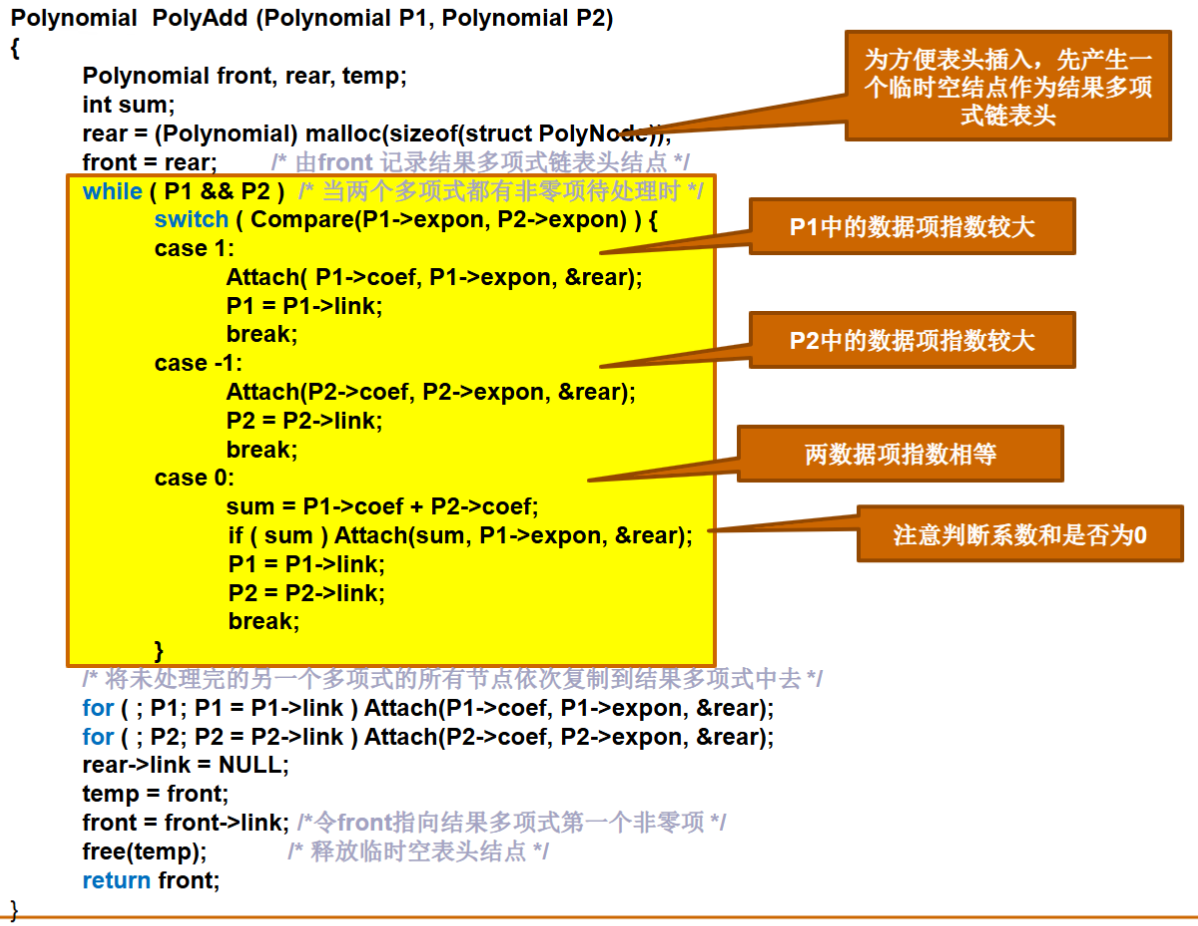 Polynomial PolyAdd (Polynomial P1, Polynomial P2)
{
Polynomial front, rear, temp;
int sum;
rear = (Polynomial) malloc(sizeof(struct PolyNode));
front = rear; /* 由front 记录结果多项式链表头结点 */
为方便表头插入，先产生一
个临时空结点作为结果多项
式链表头
while ( P1 && P2 ) /* 当两个多项式都有非零项待处理时 */
switch ( Compare(P1->expon, P2->expon) ) {
case 1:
P1中的数据项指数较大
Attach( P1->coef, P1->expon, &rear);
P1 = P1->link;
break;
case -1:
P2中的数据项指数较大
Attach(P2->coef, P2->expon, &rear);
P2 = P2->link;
break;
case 0:
两数据项指数相等
sum = P1->coef + P2->coef;
if ( sum ) Attach(sum, P1->expon, &rear);
注意判断系数和是否为0
P1 = P1->link;
P2 = P2->link;
break;
}
/* 将未处理完的另一个多项式的所有节点依次复制到结果多项式中去 */
for ( ; P1; P1 = P1->link ) Attach(P1->coef, P1->expon, &rear);
for ( ; P2; P2 = P2->link ) Attach(P2->coef, P2->expon, &rear);
rear->link = NULL;
temp = front;
front = front->link; /*令front指向结果多项式第一个非零项 */
free(temp); /* 释放临时空表头结点 */
return front;
}